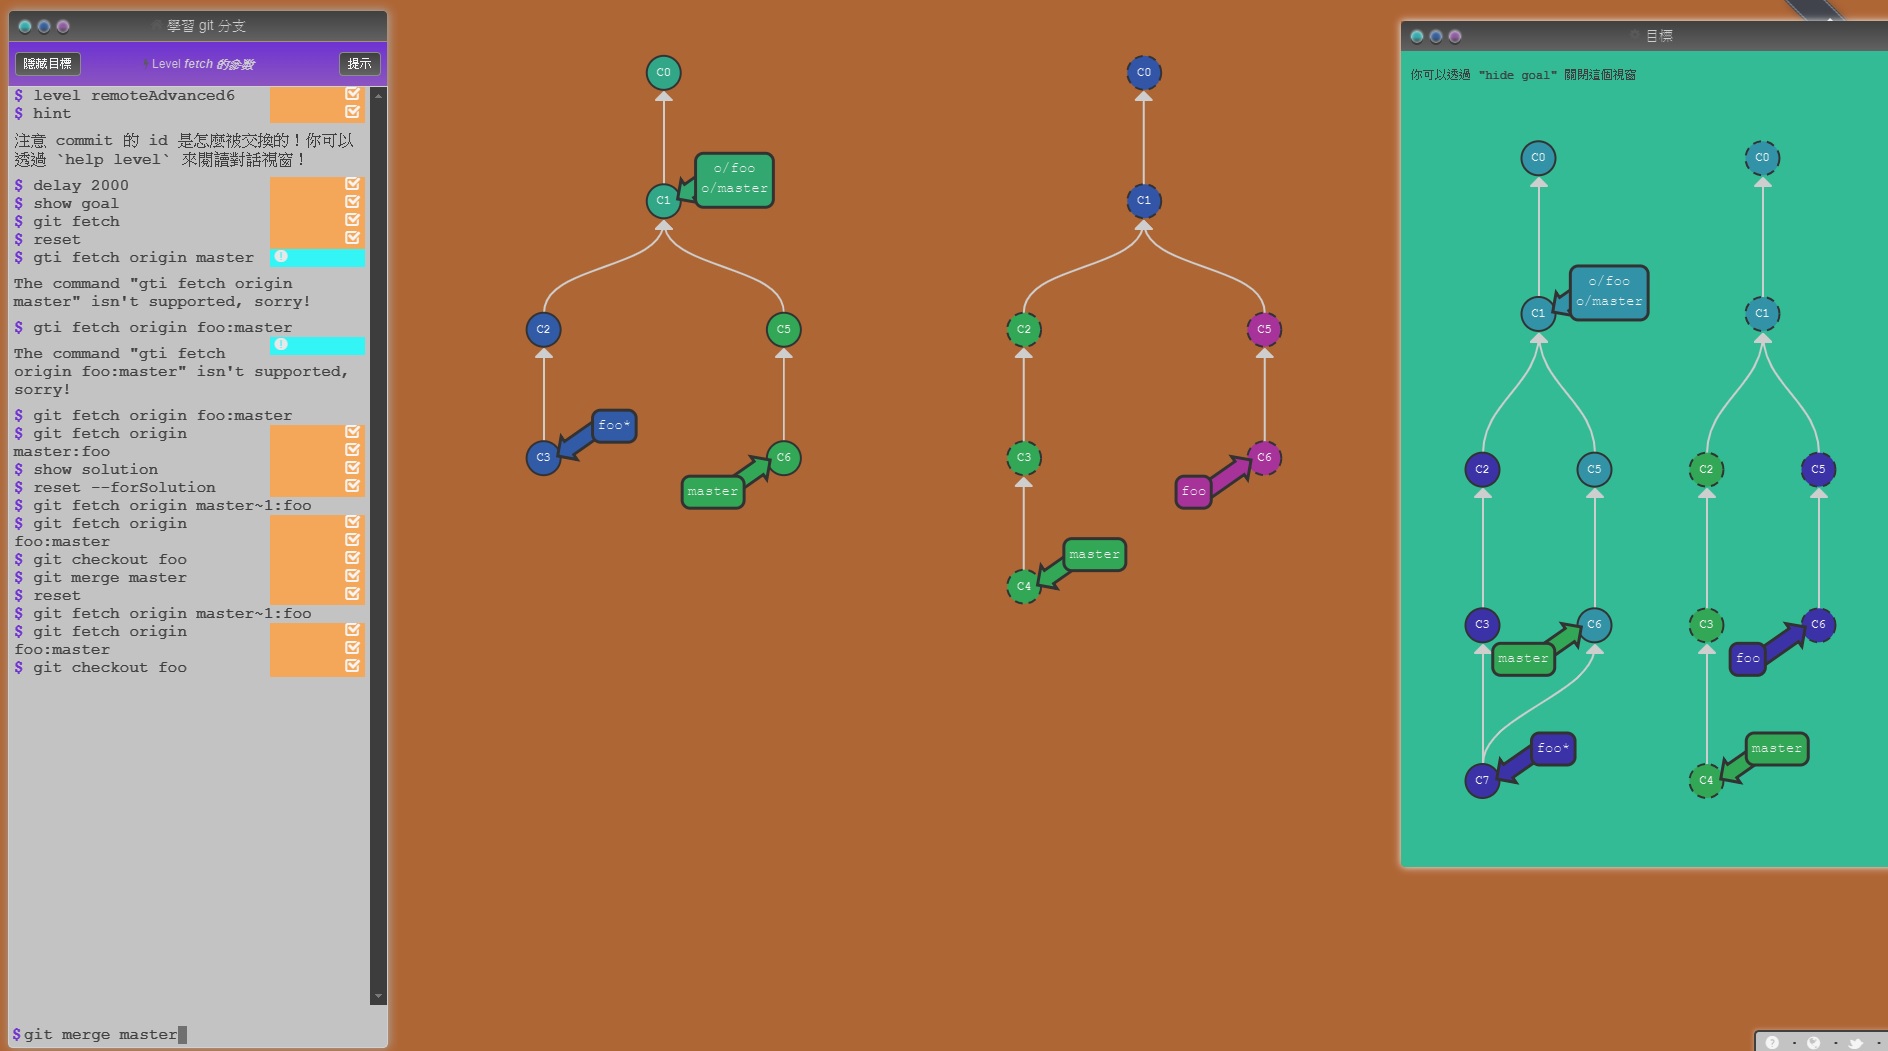 學習 git 分支
隱藏目標
Level fetch 的參數
提示
$ level remoteAdvanced6
$ hint
注意 commit 的 id 是怎麼被交換的！你可以
透過 `help level` 來閱讀對話視窗！
$ delay 2000
$ show goal
$ git fetch
$ reset
$ gti fetch origin master
The command "gti fetch origin
master" isn't supported, sorry!
$ gti fetch origin foo:master
The command "gti fetch
origin foo:master" isn't supported,
sorry!
$ git fetch origin foo:master
$ git fetch origin
master:foo
$ show solution
$ reset --forSolution
$ git fetch origin master~1:foo
$ git fetch origin
foo:master
$ git checkout foo
$ git merge master
$ reset
$ git fetch origin master~1:foo
$ git fetch origin
foo:master
$ git checkout foo
$ git merge master
C0
o/foo
o/master
C1
C2
C5
foo*
C3
C6
master
C0
C1
C2
C5
C3
C6
foo
master
C4
目標
你可以透過 "hide goal" 關閉這個視窗
C0
C0
o/foo
o/master
C1
C1
C2
C5
C2
C5
C3
C6
C3
C6
master
foo
foo*
master
C7
C4